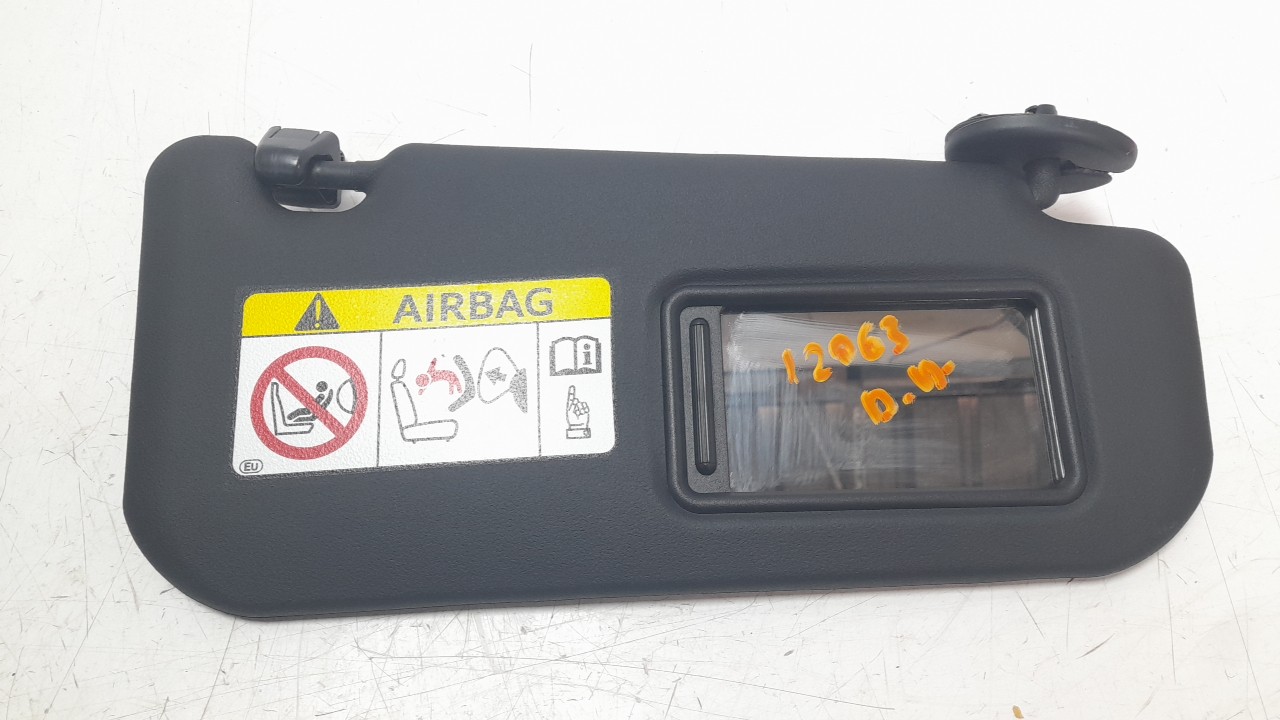 AIRBAG
EU
12063
D.N.